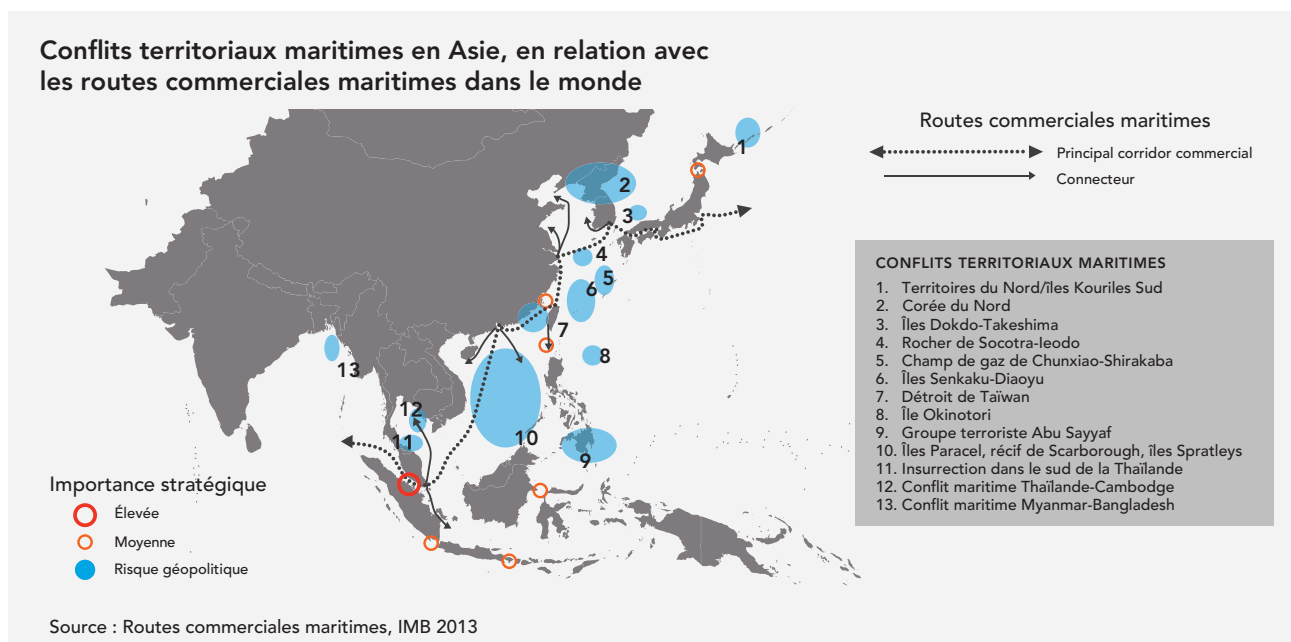 Conflits territoriaux maritimes en Asie, en relation avec
les routes commerciales maritimes dans le monde
Routes commerciales maritimes
Principal corridor commercial
Connecteur
1
2
3
4
5
6
7
8
13
12
11
10
9
CONFLITS TERRITORIAUX MARITIMES
1. Territoires du Nord/îles Kouriles Sud
2. Corée du Nord
3. Îles Dokdo-Takeshima
4. Rocher de Socotra-Ieodo
5. Champ de gaz de Chunxiao-Shirakaba
6. Îles Senkaku-Diaoyu
7. Détroit de Taïwan
8. Île Okinotori
9. Groupe terroriste Abu Sayyaf
10. Îles Paracel, récif de Scarborough, îles Spratleys
11. Insurrection dans le sud de la Thaïlande
12. Conflit maritime Thaïlande-Cambodge
13. Conflit maritime Myanmar-Bangladesh
Importance stratégique
Élevée
Moyenne
Risque géopolitique
Source : Routes commerciales maritimes, IMB 2013